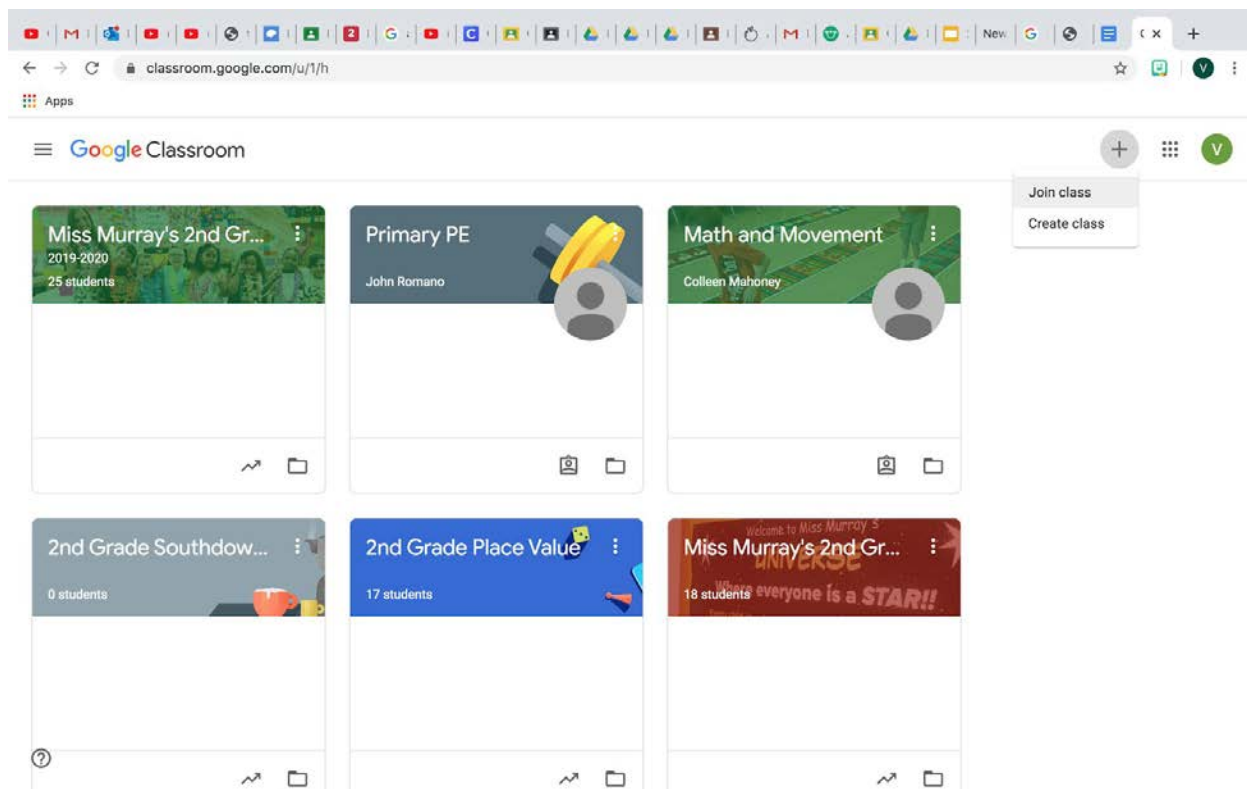 New
classroom.google.com/u/1/h
V
Apps
Google Classroom
V
Join class
Create class
Miss Murray's 2nd Gr...
2019-2020
25 students
Primary PE
John Romano
Math and Movement
Colleen Mahoney
2nd Grade Southdow...
0 students
2nd Grade Place Value
17 students
Welcome to Miss Murray's
UNIVERSE
Where everyone is a STAR!!
Miss Murray's 2nd Gr...
18 students